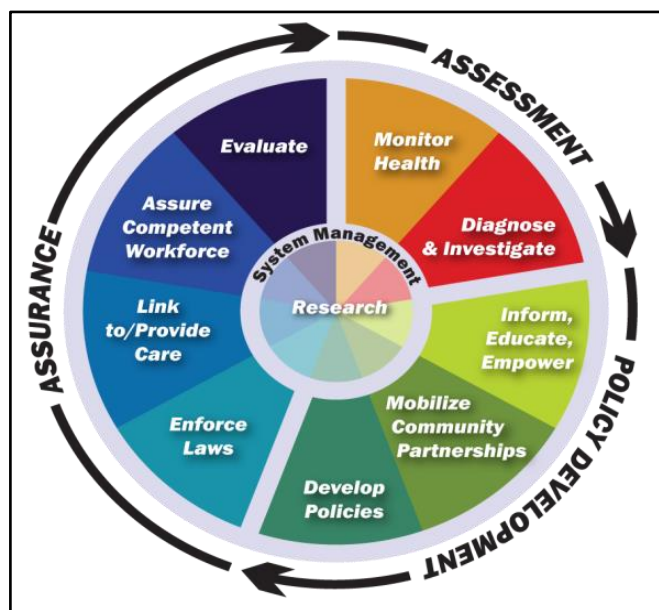 ASSESSMENT
POLICY DEVELOPMENT
ASSURANCE
Monitor
Health
Diagnose
& Investigate
Inform,
Educate,
Empower
Mobilize
Community
Partnerships
Develop
Policies
Enforce
Laws
Link
to/Provide
Care
Assure
Competent
Workforce
Evaluate
System Management
Research